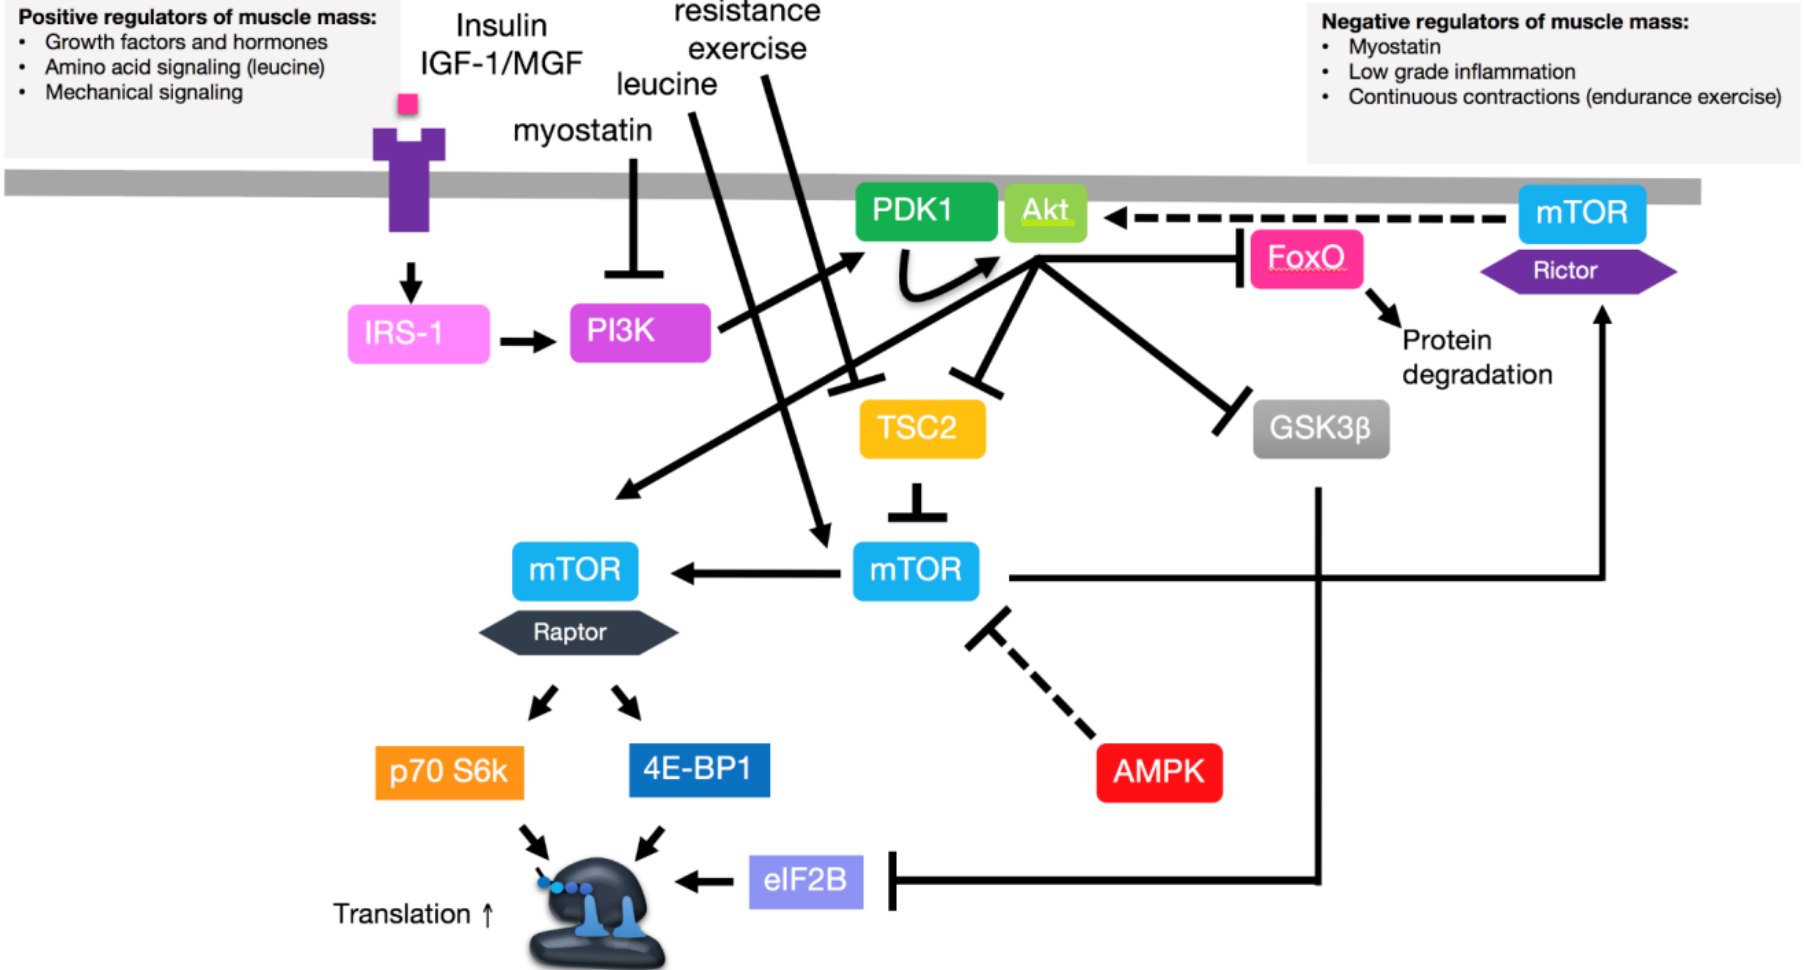 Positive regulators of muscle mass:
• Growth factors and hormones
• Amino acid signaling (leucine)
• Mechanical signaling
Insulin
IGF-1/MGF
resistance
exercise
leucine
myostatin
Negative regulators of muscle mass:
• Myostatin
• Low grade inflammation
• Continuous contractions (endurance exercise)
PDK1
Akt
mTOR
Rictor
FoxO
Protein
degradation
IRS-1
PI3K
TSC2
GSK3β
mTOR
Raptor
mTOR
p70 S6k
4E-BP1
AMPK
eIF2B
Translation ↑